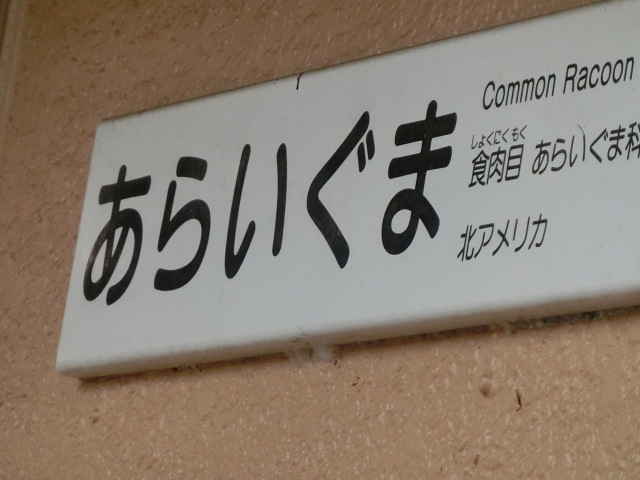 あらいぐま
Common Racoon
しょくにくもく
食肉目 あらいぐま科
北アメリカ